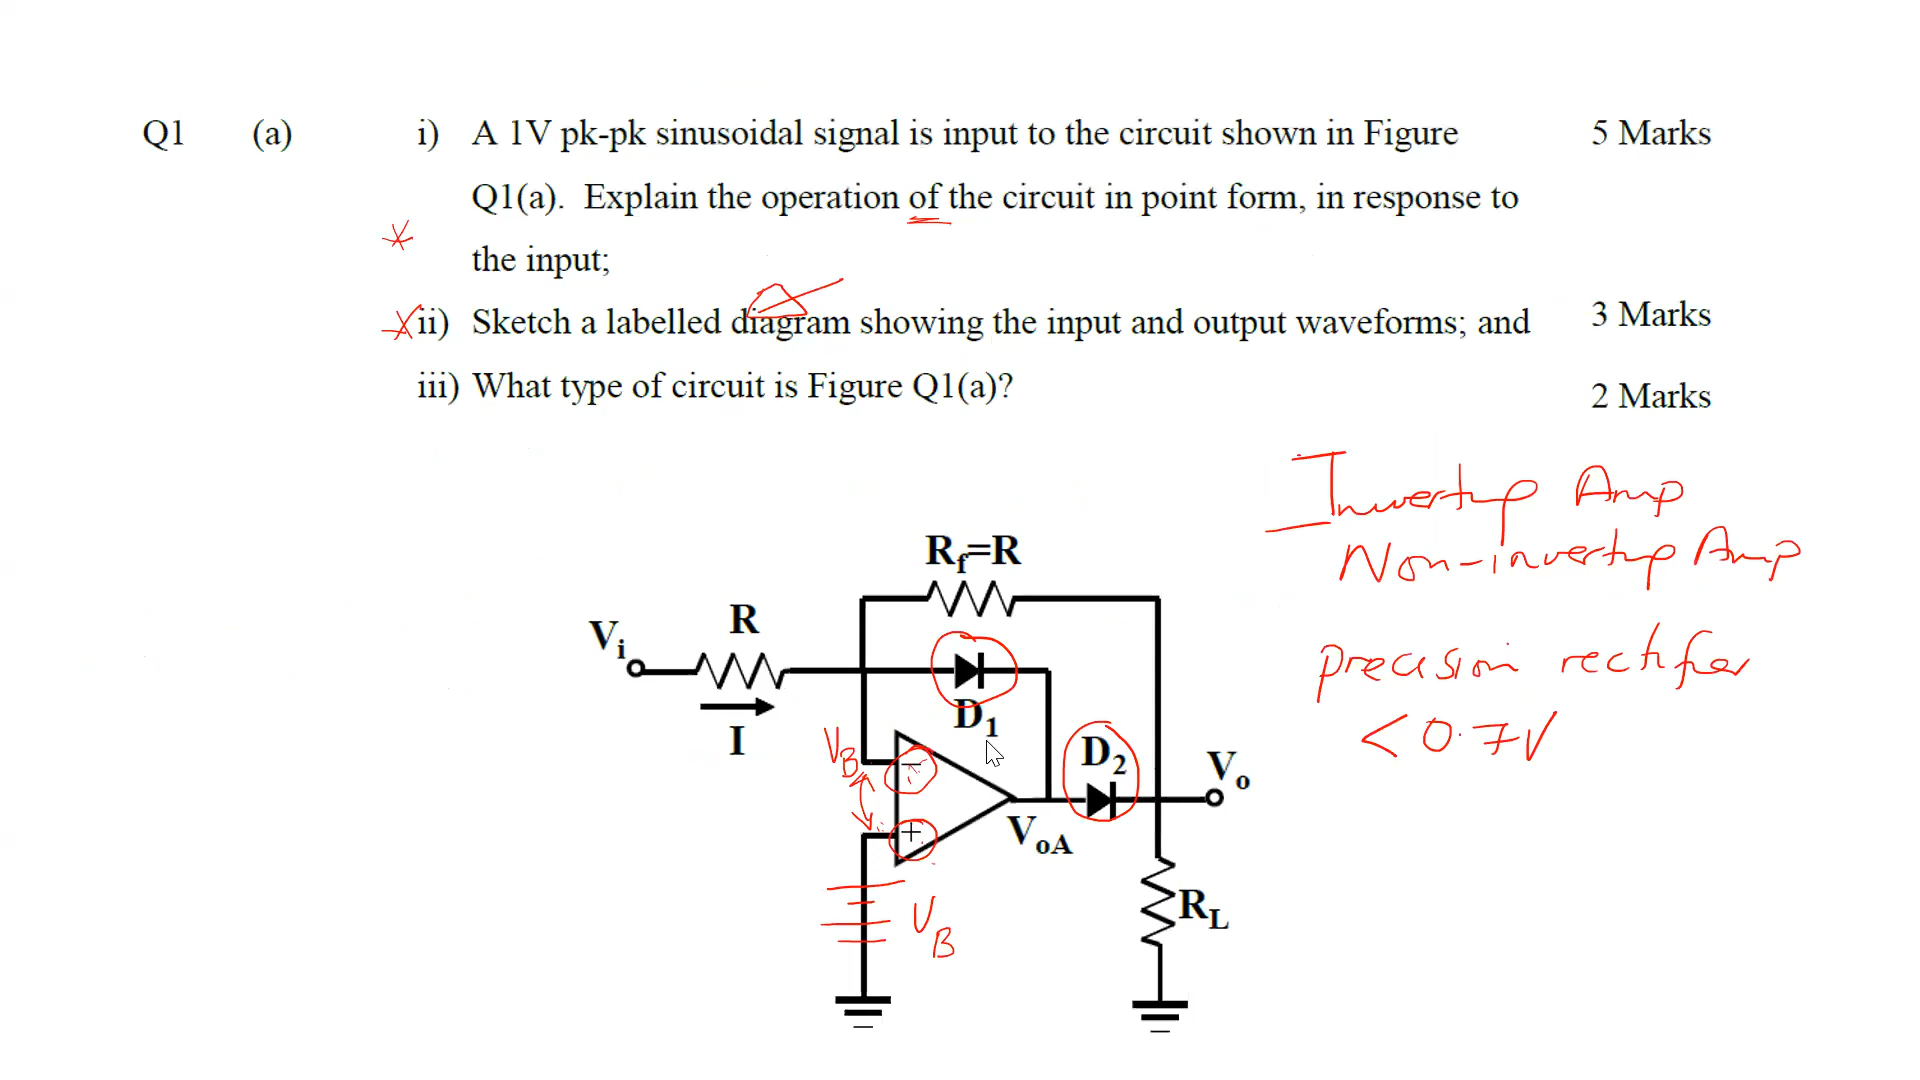 Q1 (a) i) A 1V pk-pk sinusoidal signal is input to the circuit shown in Figure 5 Marks
Q1(a). Explain the operation of the circuit in point form, in response to
the input;
ii) Sketch a labelled diagram showing the input and output waveforms; and 3 Marks
iii) What type of circuit is Figure Q1(a)? 2 Marks
Inverting Amp
Non-inverting Amp
precision rectifier
< 0.7V
Rf=R
R
Vi
I
D1
VB
D2
Vo
−
+
VoA
VB
RL